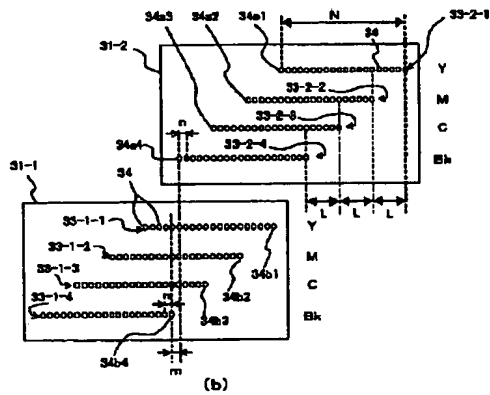 34a3 34a2 34a1 N 34 33-2-1
31-2 Y
33-2-2 M
n 33-2-3 C
34a4 33-2-4 Bk
31-1 L L L
34 Y
33-1-1
33-1-2 34b1 M
33-1-3 34b2 C
33-1-4 n 34b3 Bk
34b4
m
(b)